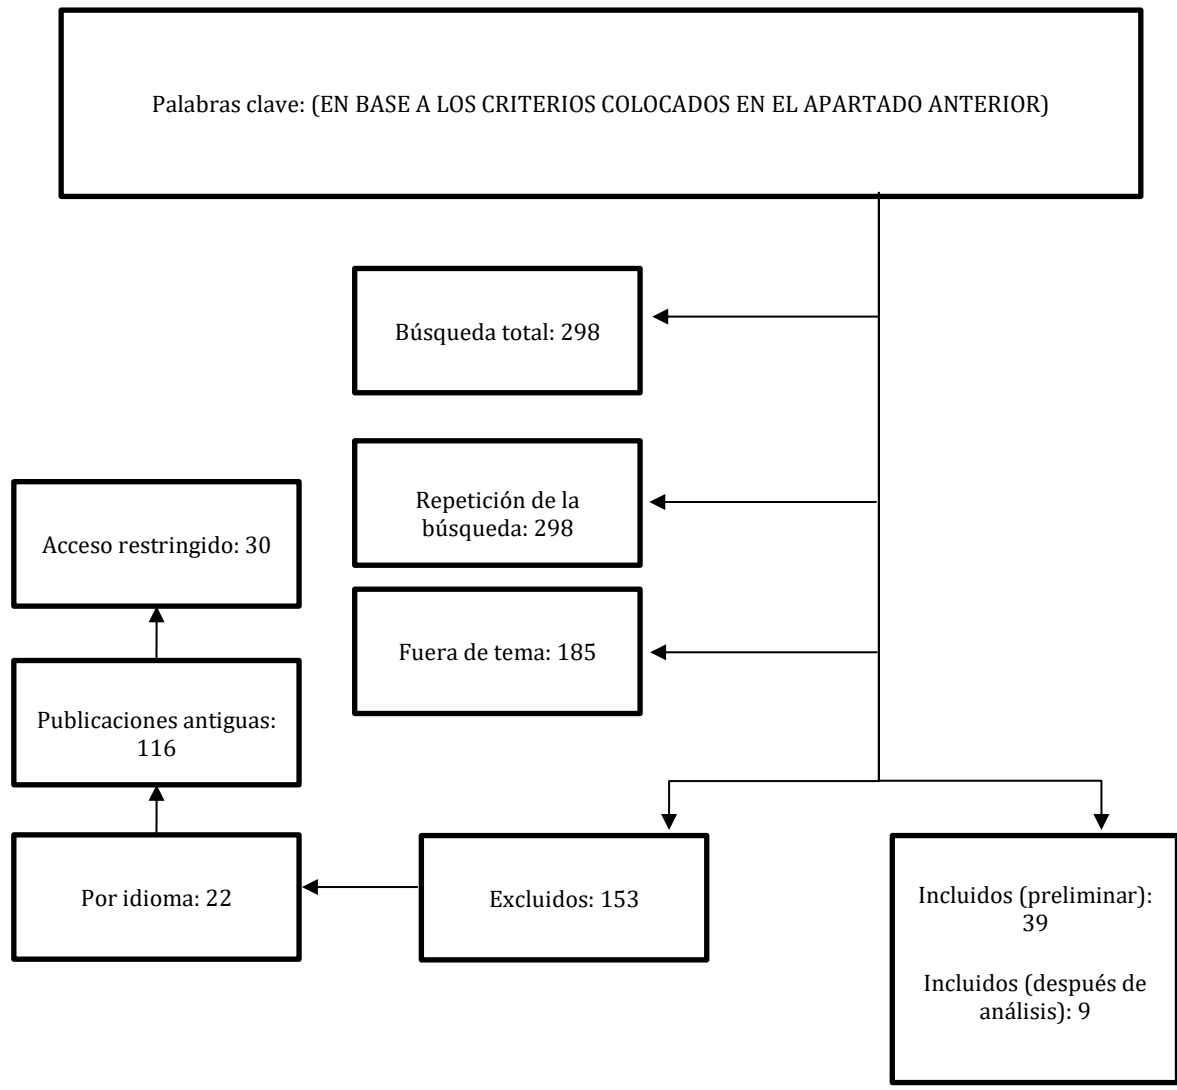 Palabras clave: (EN BASE A LOS CRITERIOS COLOCADOS EN EL APARTADO ANTERIOR)
Búsqueda total: 298
Repetición de la
búsqueda: 298
Fuera de tema: 185
Acceso restringido: 30
Publicaciones antiguas:
116
Por idioma: 22
Excluidos: 153
Incluidos (preliminar):
39
Incluidos (después de
análisis): 9